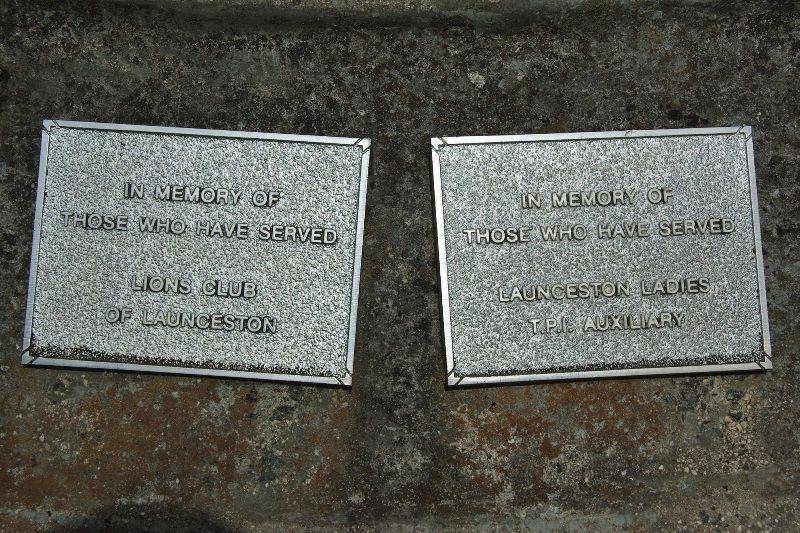 IN MEMORY OF
THOSE WHO HAVE SERVED
LIONS CLUB
OF LAUNCESTON
IN MEMORY OF
THOSE WHO HAVE SERVED
LAUNCESTON LADIES
T.P.I. AUXILIARY